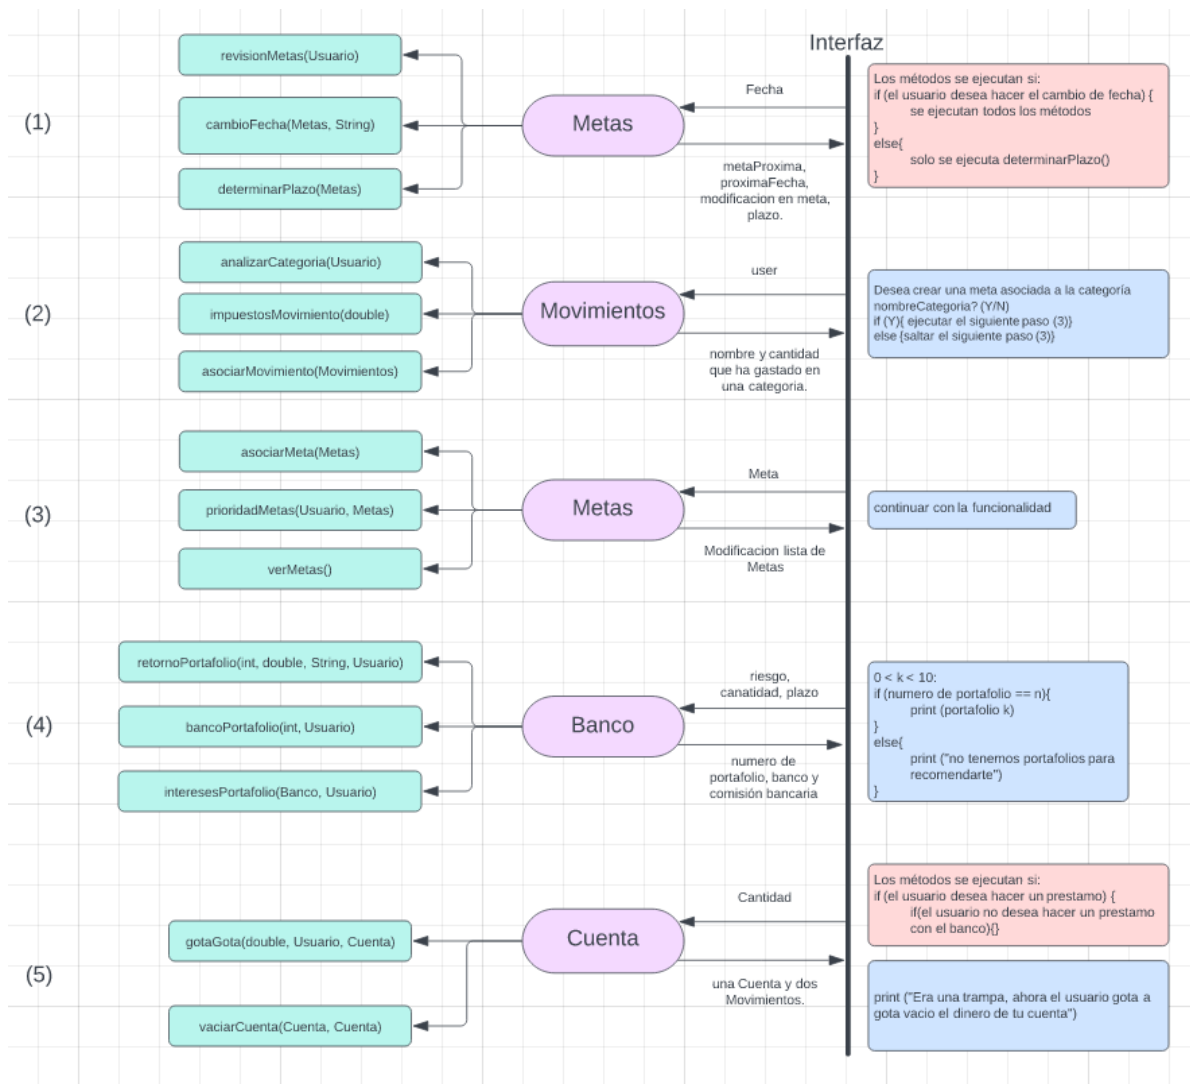 Interfaz
(1)
revisionMetas(Usuario)
cambioFecha(Metas, String)
determinarPlazo(Metas)
Metas
Fecha
metaProxima,
proximaFecha,
modificacion en meta,
plazo.
Los métodos se ejecutan si:
if (el usuario desea hacer el cambio de fecha) {
se ejecutan todos los métodos
}
else{
solo se ejecuta determinarPlazo()
}
(2)
analizarCategoria(Usuario)
impuestosMovimiento(double)
asociarMovimiento(Movimientos)
Movimientos
user
nombre y cantidad
que ha gastado en
una categoria.
Desea crear una meta asociada a la categoría
nombreCategoria? (Y/N)
if (Y){ ejecutar el siguiente paso (3)}
else {saltar el siguiente paso (3)}
(3)
asociarMeta(Metas)
prioridadMetas(Usuario, Metas)
verMetas()
Metas
Meta
Modificacion lista de
Metas
continuar con la funcionalidad
(4)
retornoPortafolio(int, double, String, Usuario)
bancoPortafolio(int, Usuario)
interesesPortafolio(Banco, Usuario)
Banco
riesgo,
canatidad, plazo
numero de
portafolio, banco y
comisión bancaria
0 < k < 10:
if (numero de portafolio == n){
print (portafolio k)
}
else{
print ("no tenemos portafolios para
recomendarte")
}
(5)
gotaGota(double, Usuario, Cuenta)
vaciarCuenta(Cuenta, Cuenta)
Cuenta
Cantidad
una Cuenta y dos
Movimientos.
Los métodos se ejecutan si:
if (el usuario desea hacer un prestamo) {
if(el usuario no desea hacer un prestamo
con el banco){}
print ("Era una trampa, ahora el usuario gota a
gota vacio el dinero de tu cuenta")